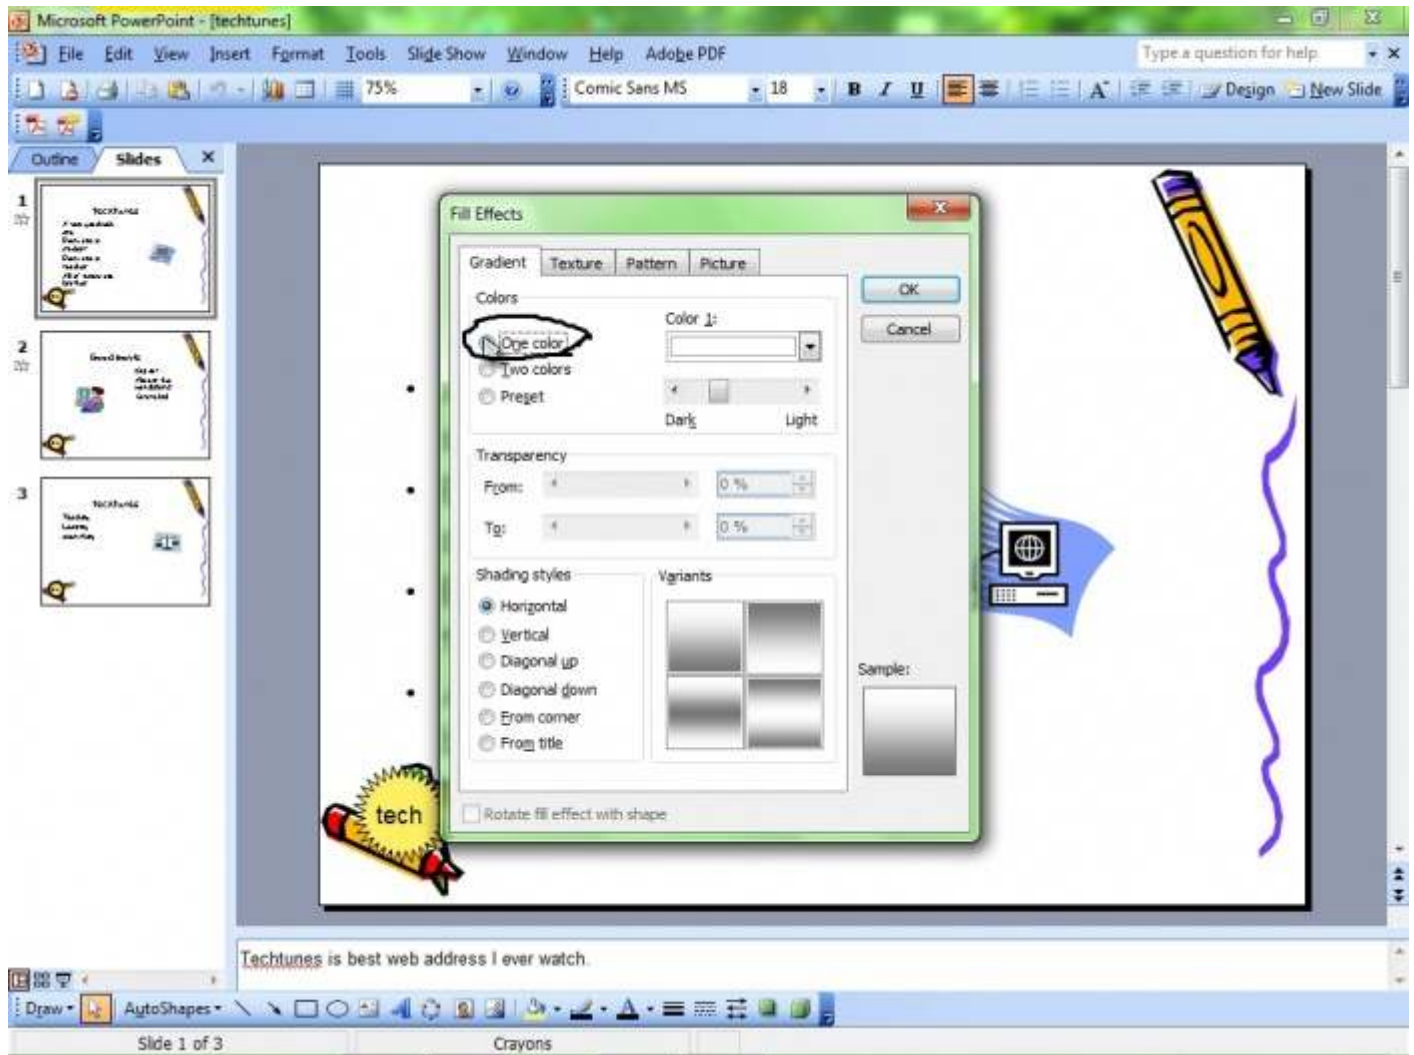 Microsoft PowerPoint - [techtunes]
File Edit View Insert Format Tools Slide Show Window Help Adobe PDF Type a question for help
75% Comic Sans MS 18 B I U A Design New Slide
Outline Slides
1
2
3
Fill Effects
Gradient Texture Pattern Picture
Colors
One color
Two colors
Preset
Color 1:
Dark Light
OK
Cancel
Transparency
From: 0 %
To: 0 %
Shading styles
Horizontal
Vertical
Diagonal up
Diagonal down
From corner
From title
Variants
Sample:
Rotate fill effect with shape
tech
Techtunes is best web address I ever watch.
Draw AutoShapes A
Slide 1 of 3 Crayons